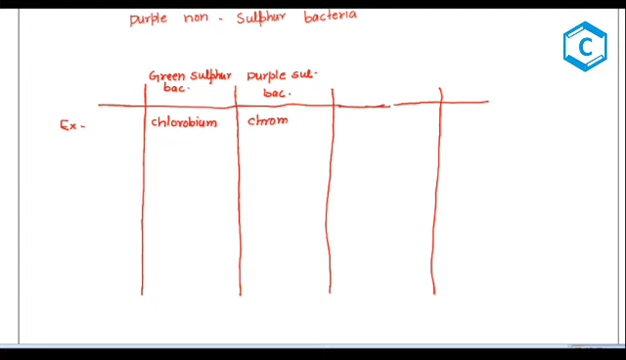 purple non - Sulphur bacteria
C
Green sulphur purple sul-
bac. bac.
Ex- chlorobium chrom